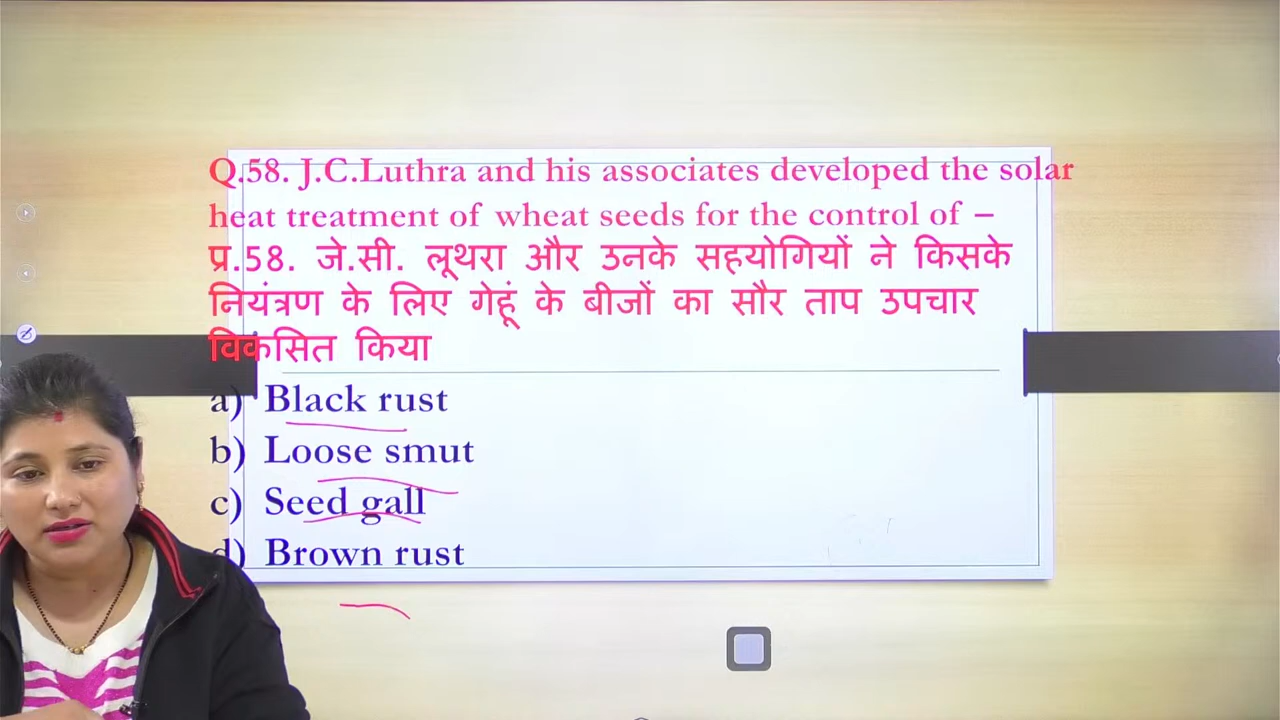 Q.58. J.C.Luthra and his associates developed the solar
heat treatment of wheat seeds for the control of –
प्र.58. जे.सी. लूथरा और उनके सहयोगियों ने किसके
नियंत्रण के लिए गेहूं के बीजों का सौर ताप उपचार
विकसित किया
a) Black rust
b) Loose smut
c) Seed gall
d) Brown rust